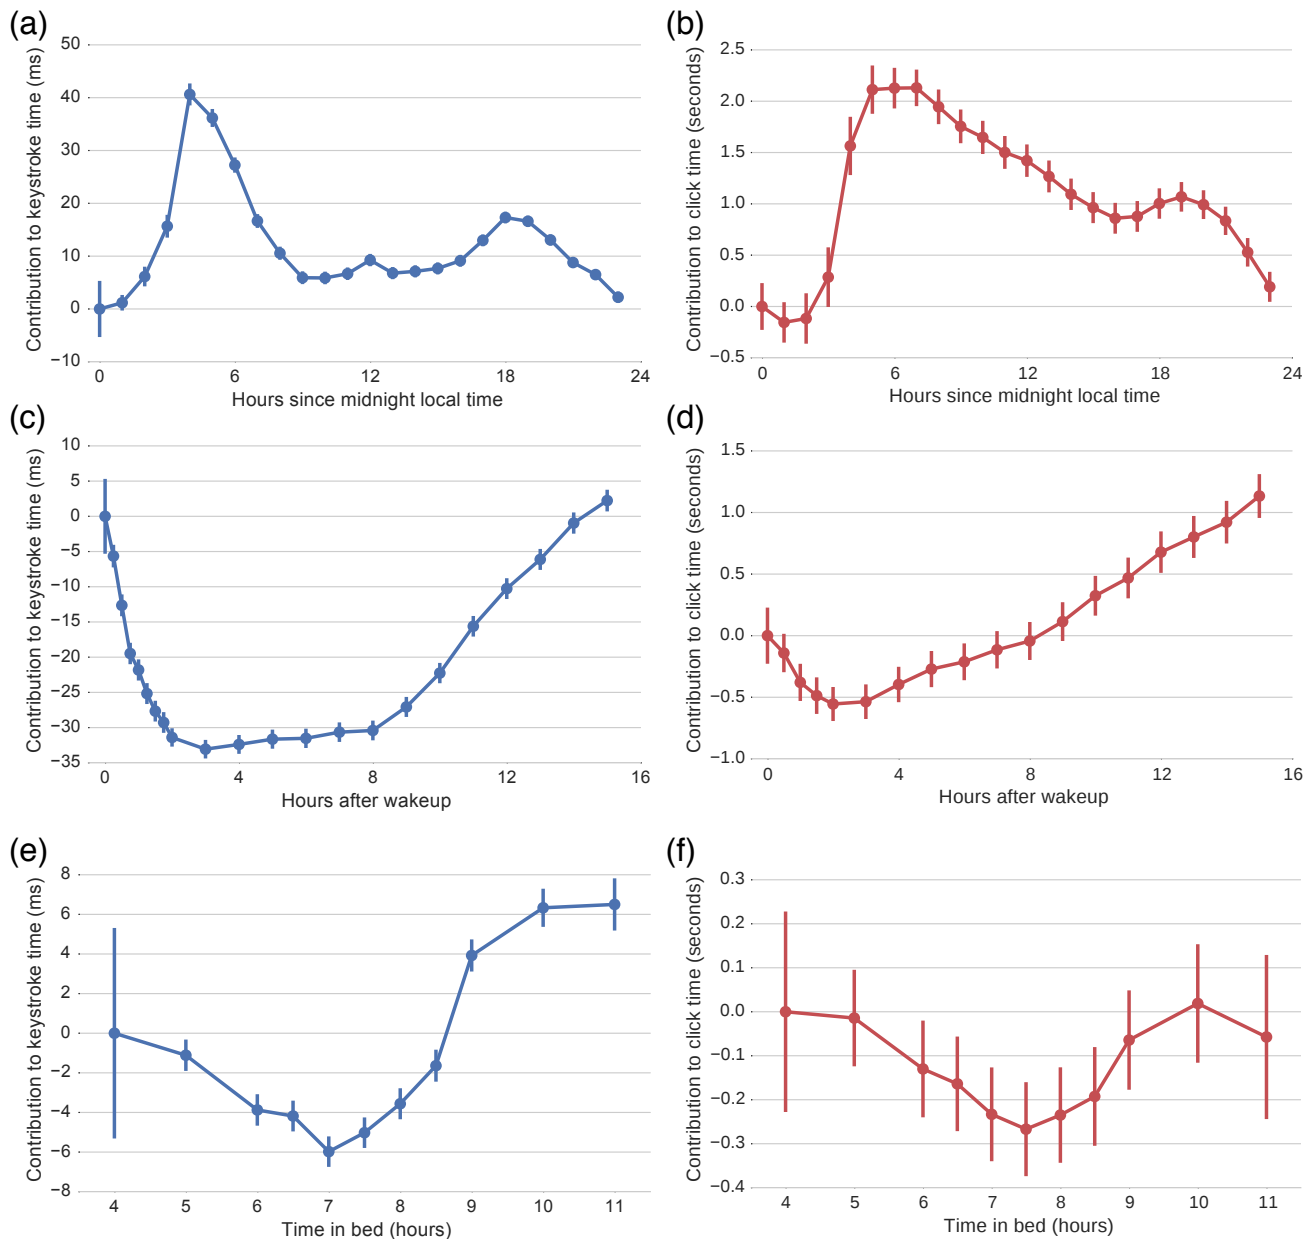 (a)
Contribution to keystroke time (ms)
50
40
30
20
10
0
−10
0 6 12 18 24
Hours since midnight local time
(b)
Contribution to click time (seconds)
2.5
2.0
1.5
1.0
0.5
0.0
−0.5
0 6 12 18 24
Hours since midnight local time
(c)
Contribution to keystroke time (ms)
10
5
0
−5
−10
−15
−20
−25
−30
−35
0 4 8 12 16
Hours after wakeup
(d)
Contribution to click time (seconds)
1.5
1.0
0.5
0.0
−0.5
−1.0
0 4 8 12 16
Hours after wakeup
(e)
Contribution to keystroke time (ms)
8
6
4
2
0
−2
−4
−6
−8
4 5 6 7 8 9 10 11
Time in bed (hours)
(f)
Contribution to click time (seconds)
0.3
0.2
0.1
0.0
−0.1
−0.2
−0.3
−0.4
4 5 6 7 8 9 10 11
Time in bed (hours)